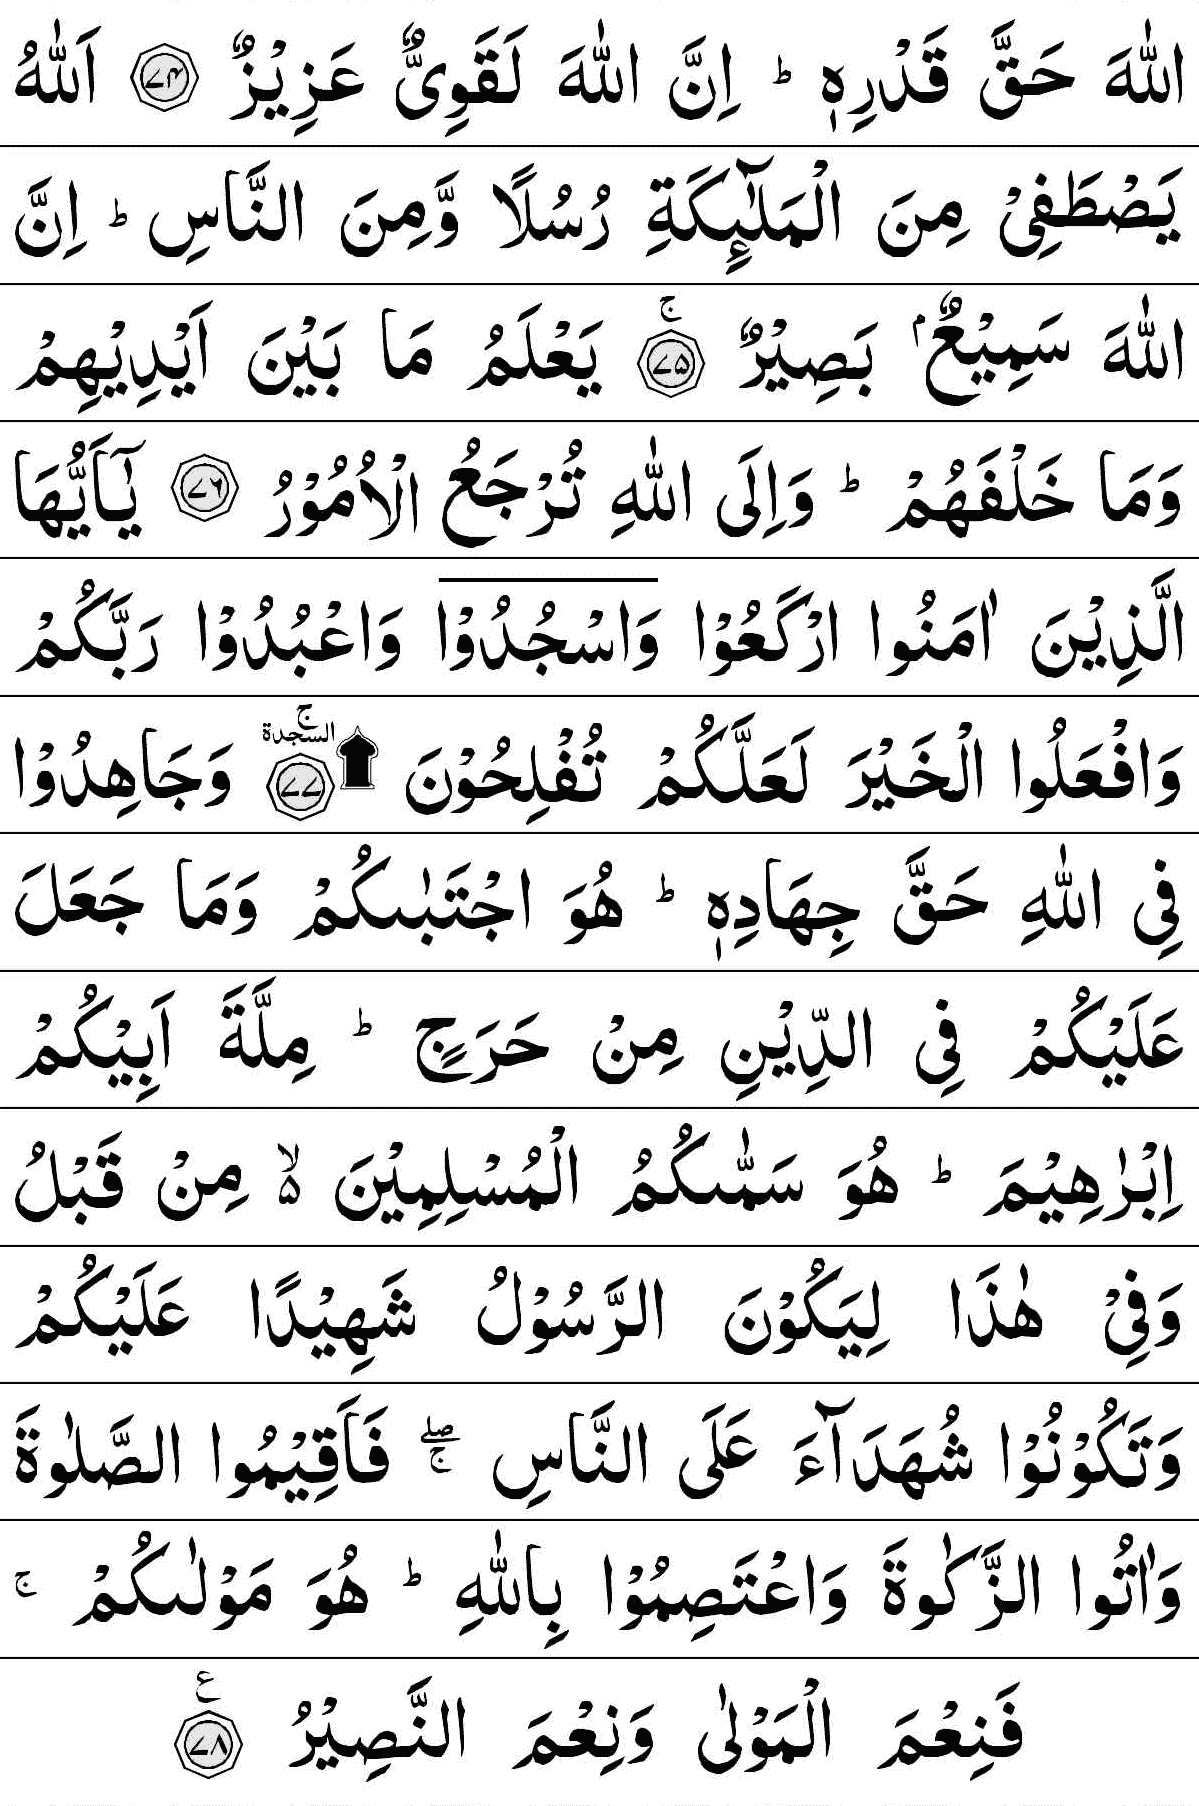 اللّٰهَ حَقَّ قَدْرِهٖ ؕ اِنَّ اللّٰهَ لَقَوِیٌّ عَزِیْزٌ ۷۴ اَللّٰهُ
یَصْطَفِیْ مِنَ الْمَلٰٓىِٕكَةِ رُسُلًا وَّمِنَ النَّاسِ ؕ اِنَّ
اللّٰهَ سَمِیْعٌۢ بَصِیْرٌ ۷۵ۚ یَعْلَمُ مَا بَیْنَ اَیْدِیْهِمْ
وَمَا خَلْفَهُمْ ؕ وَاِلَی اللّٰهِ تُرْجَعُ الْاُمُوْرُ ۷۶ یٰۤاَیُّهَا
الَّذِیْنَ اٰمَنُوا ارْكَعُوْا وَاسْجُدُوْا وَاعْبُدُوْا رَبَّكُمْ
وَافْعَلُوا الْخَیْرَ لَعَلَّكُمْ تُفْلِحُوْنَ ۩ السجدة ۷۷ۚ وَجَاهِدُوْا
فِی اللّٰهِ حَقَّ جِهَادِهٖ ؕ هُوَ اجْتَبٰىكُمْ وَمَا جَعَلَ
عَلَیْكُمْ فِی الدِّیْنِ مِنْ حَرَجٍ ؕ مِلَّةَ اَبِیْكُمْ
اِبْرٰهِیْمَ ؕ هُوَ سَمّٰىكُمُ الْمُسْلِمِیْنَ ۙ۵ مِنْ قَبْلُ
وَفِیْ هٰذَا لِیَكُوْنَ الرَّسُوْلُ شَهِیْدًا عَلَیْكُمْ
وَتَكُوْنُوْا شُهَدَآءَ عَلَی النَّاسِ ۖۚ فَاَقِیْمُوا الصَّلٰوةَ
وَاٰتُوا الزَّكٰوةَ وَاعْتَصِمُوْا بِاللّٰهِ ؕ هُوَ مَوْلٰىكُمْ ۚ
فَنِعْمَ الْمَوْلٰی وَنِعْمَ النَّصِیْرُ ۷۸ ع